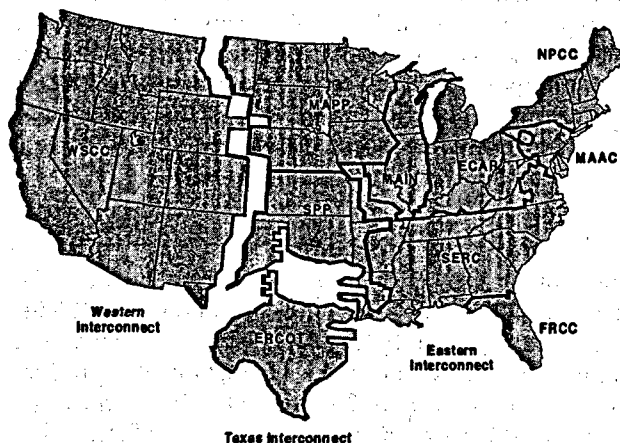 NPCC
MAPP
WSCC
MAIN
ECAR
MAAC
SPP
SERC
Western
Interconnect
ERCOT
FRCC
Eastern
Interconnect
Texas Interconnect